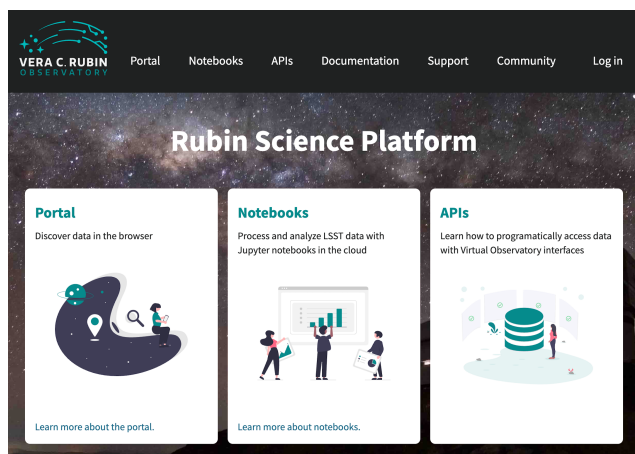 VERA C. RUBIN
OBSERVATORY
Portal Notebooks APIs Documentation Support Community Log in
Rubin Science Platform
Portal
Discover data in the browser
Learn more about the portal.
Notebooks
Process and analyze LSST data with
Jupyter notebooks in the cloud
Learn more about notebooks.
APIs
Learn how to programatically access data
with Virtual Observatory interfaces